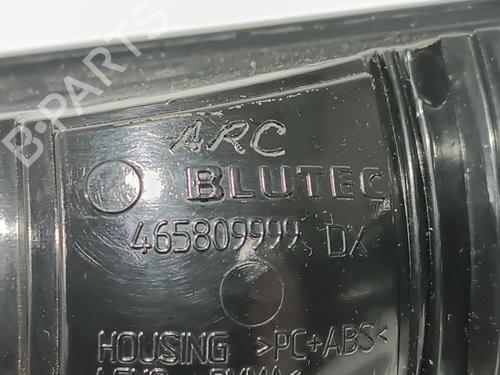 B-PARTS
ARC
BLUTEC
465809999 DX
HOUSING >PC+ABS<